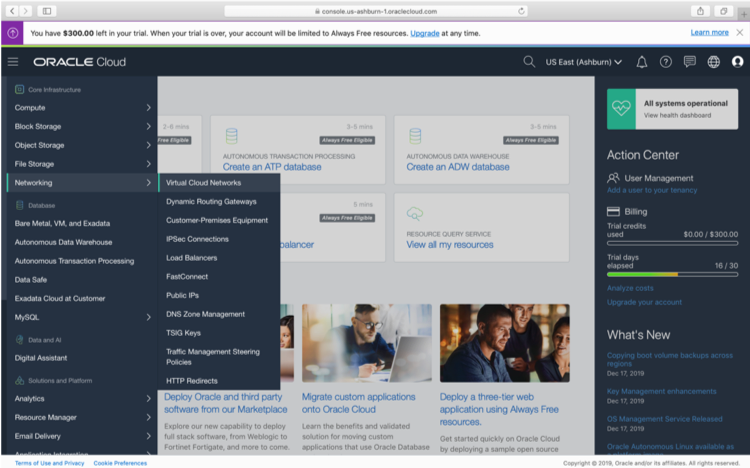 console.us-ashburn-1.oraclecloud.com
You have $300.00 left in your trial. When your trial is over, your account will be limited to Always Free resources. Upgrade at any time.
Learn more
ORACLE Cloud
US East (Ashburn)
Core Infrastructure
Compute
Block Storage
Object Storage
File Storage
Networking
Database
Bare Metal, VM, and Exadata
Autonomous Data Warehouse
Autonomous Transaction Processing
Data Safe
Exadata Cloud at Customer
MySQL
Data and AI
Digital Assistant
Solutions and Platform
Analytics
Resource Manager
Email Delivery
Application Integration
Virtual Cloud Networks
Dynamic Routing Gateways
Customer-Premises Equipment
IPSec Connections
Load Balancers
FastConnect
Public IPs
DNS Zone Management
TSIG Keys
Traffic Management Steering
Policies
HTTP Redirects
3-6 mins
Free Eligible
3-5 mins
Always Free Eligible
AUTONOMOUS TRANSACTION PROCESSING
Create an ATP database
3-5 mins
Always Free Eligible
AUTONOMOUS DATA WAREHOUSE
Create an ADW database
5 mins
Always Free Eligible
balancer
RESOURCE QUERY SERVICE
View all my resources
Deploy Oracle and third party
software from our Marketplace
Explore our new capability to deploy
full stack software, from Weblogic to
Fortinet Fortigate, and more to come.
Migrate custom applications
onto Oracle Cloud
Learn the benefits and validated
solution for moving custom
applications that use Oracle Database
Deploy a three-tier web
application using Always Free
resources.
Get started quickly on Oracle Cloud
by deploying a sample open source
All systems operational
View health dashboard
Action Center
User Management
Add a user to your tenancy
Billing
Trial credits
used
$0.00 / $300.00
Trial days
elapsed
16 / 30
Analyze costs
Upgrade your account
What's New
Copying boot volume backups across
regions
Dec 17, 2019
Key Management enhancements
Dec 17, 2019
OS Management Service Released
Dec 17, 2019
Oracle Autonomous Linux available as
Terms of Use and Privacy
Cookie Preferences
Copyright © 2019, Oracle and/or its affiliates. All rights reserved.